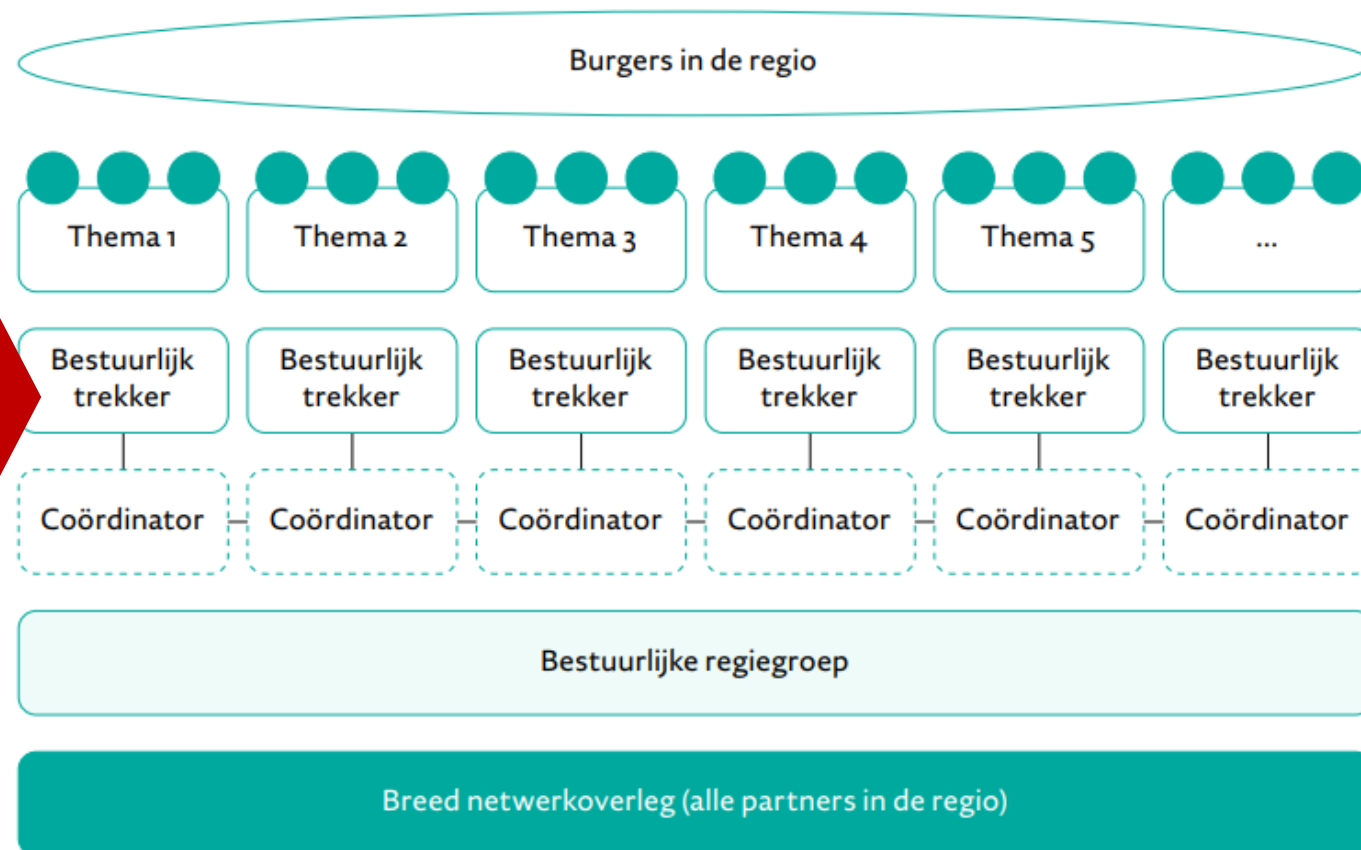 Burgers in de regio
Thema 1
Thema 2
Thema 3
Thema 4
Thema 5
...
Bestuurlijk
trekker
Bestuurlijk
trekker
Bestuurlijk
trekker
Bestuurlijk
trekker
Bestuurlijk
trekker
Bestuurlijk
trekker
Coördinator
Coördinator
Coördinator
Coördinator
Coördinator
Coördinator
Bestuurlijke regiegroep
Breed netwerkoverleg (alle partners in de regio)